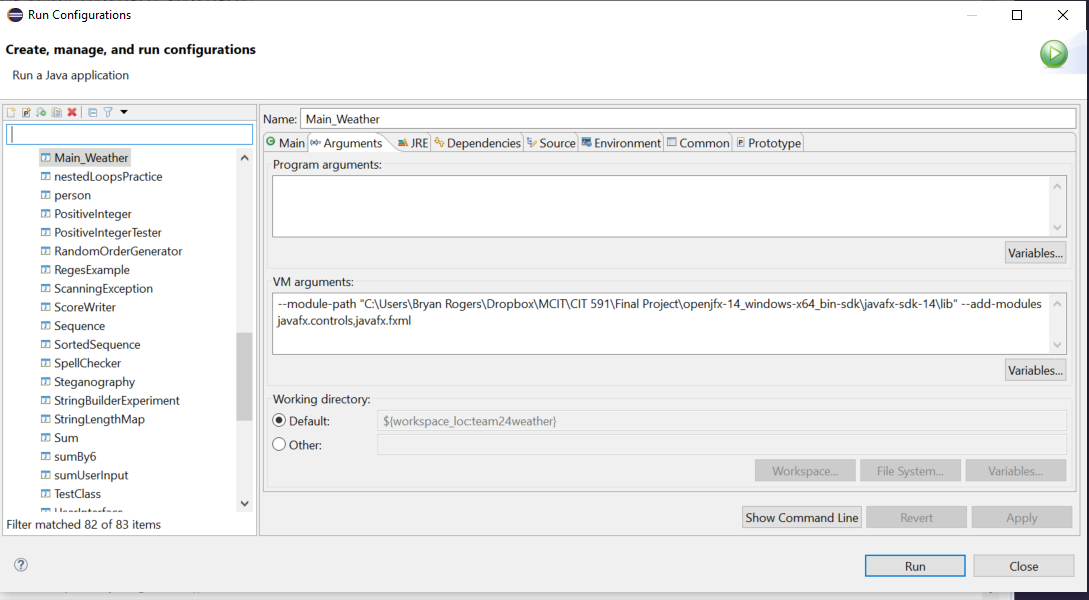 Run Configurations
Create, manage, and run configurations
Run a Java application
Name: Main_Weather
Main Arguments JRE Dependencies Source Environment Common Prototype
Main_Weather
nestedLoopsPractice
person
PositiveInteger
PositiveIntegerTester
RandomOrderGenerator
RegesExample
ScanningException
ScoreWriter
Sequence
SortedSequence
SpellChecker
Steganography
StringBuilderExperiment
StringLengthMap
Sum
sumBy6
sumUserInput
TestClass
UserInterface
Filter matched 82 of 83 items
Program arguments:
Variables...
VM arguments:
--module-path "C:\Users\Bryan Rogers\Dropbox\MCIT\CIT 591\Final Project\openjfx-14_windows-x64_bin-sdk\javafx-sdk-14\lib" --add-modules
javafx.controls,javafx.fxml
Variables...
Working directory:
Default: ${workspace_loc:team24weather}
Other:
Workspace... File System... Variables...
Show Command Line Revert Apply
Run Close